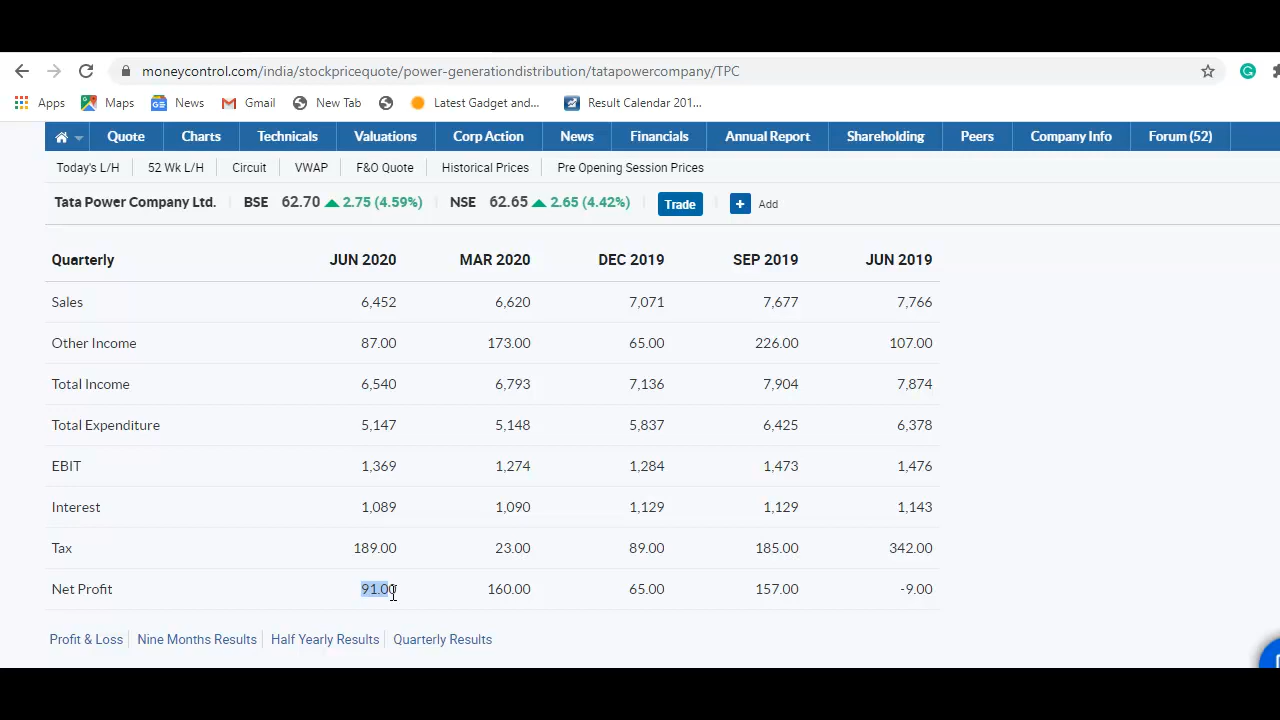 moneycontrol.com/india/stockpricequote/power-generationdistribution/tatapowercompany/TPC
Apps Maps News Gmail New Tab Latest Gadget and... Result Calendar 201...
Quote Charts Technicals Valuations Corp Action News Financials Annual Report Shareholding Peers Company Info Forum (52)
Today's L/H 52 Wk L/H Circuit VWAP F&O Quote Historical Prices Pre Opening Session Prices
Tata Power Company Ltd. BSE 62.70 2.75 (4.59%) NSE 62.65 2.65 (4.42%) Trade + Add
Quarterly JUN 2020 MAR 2020 DEC 2019 SEP 2019 JUN 2019
Sales 6,452 6,620 7,071 7,677 7,766
Other Income 87.00 173.00 65.00 226.00 107.00
Total Income 6,540 6,793 7,136 7,904 7,874
Total Expenditure 5,147 5,148 5,837 6,425 6,378
EBIT 1,369 1,274 1,284 1,473 1,476
Interest 1,089 1,090 1,129 1,129 1,143
Tax 189.00 23.00 89.00 185.00 342.00
Net Profit 91.00 160.00 65.00 157.00 -9.00
Profit & Loss Nine Months Results Half Yearly Results Quarterly Results